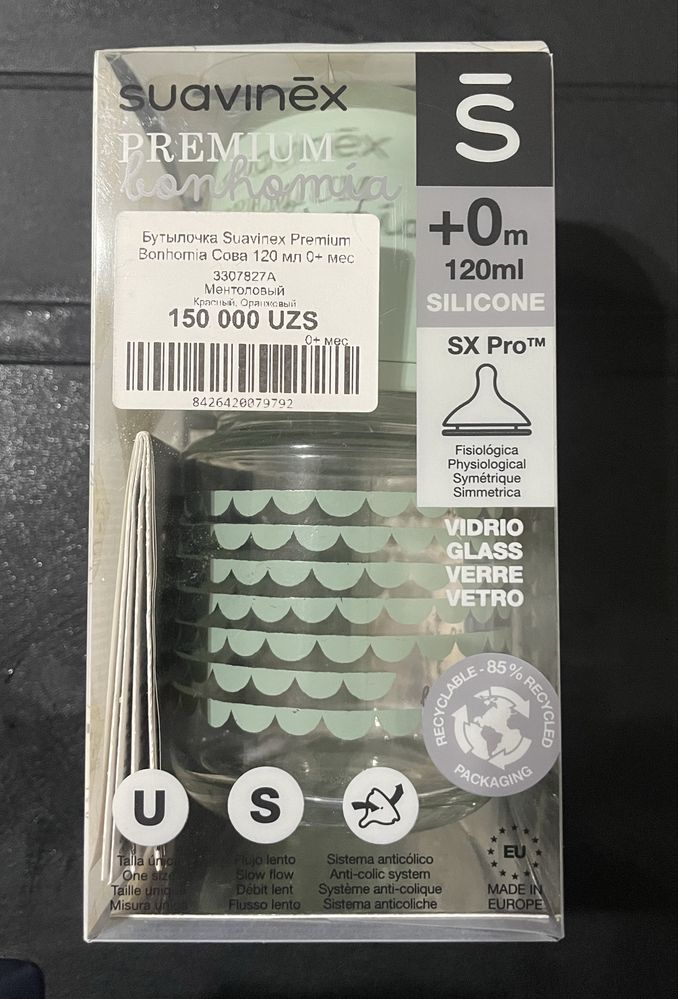 suavinēx
PREMIUM
bonhomía
s̄
+0m
120ml
SILICONE
SX Pro™
Fisiológica
Physiological
Symétrique
Simmetrica
VIDRIO
GLASS
VERRE
VETRO
Бутылочка Suavinex Premium
Bonhomia Сова 120 мл 0+ мес
3307827A
Ментоловый
Красный, Оранжовый
150 000 UZS
0+ мес
8426420079792
RECYCLABLE - 85% RECYCLED
PACKAGING
U
Talla única
One size
Taille unique
Misura unica
S
Flujo lento
Slow flow
Débit lent
Flusso lento
Sistema anticólico
Anti-colic system
Système anti-colique
Sistema anticoliche
EU
MADE IN
EUROPE